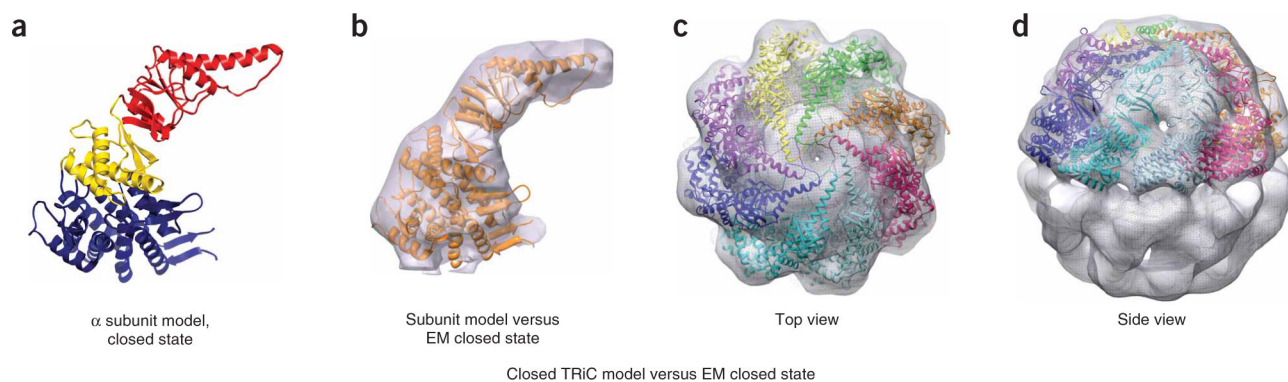 a
b
c
d
α subunit model,
closed state
Subunit model versus
EM closed state
Top view
Side view
Closed TRiC model versus EM closed state